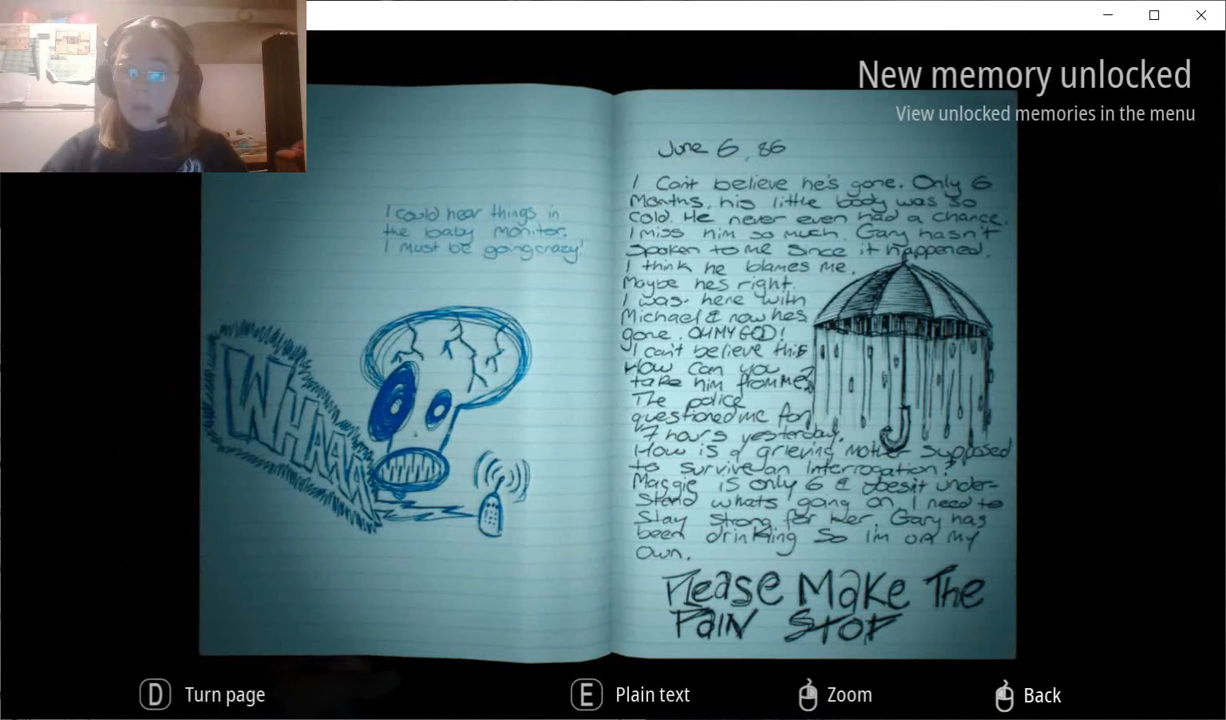 New memory unlocked
View unlocked memories in the menu
I could hear things in
the baby monitor.
I must be going crazy!
WHAAA
June 6, 86
I Can't believe he's gone. Only 6
Months, his little body was so
cold. He never even had a chance.
I miss him so much. Gary hasn't
Spoken to me Since it happened.
I think he blames me.
Maybe hes right.
I was here with
Michael & now hes
gone. OH MY GOD!
I can't believe this
How can you
take him from me?
The police
questioned me for
7 hours yesterday.
How is a grieving Mother supposed
to survive an Interrogation?
Maggie is only 6 & doesn't under-
Stand whats going on. I need to
Stay Strong for her. Gary has
been drinking So I'm on my
Own.
PLEASE MAKE THE
PAIN STOP
D Turn page
E Plain text
Zoom
Back